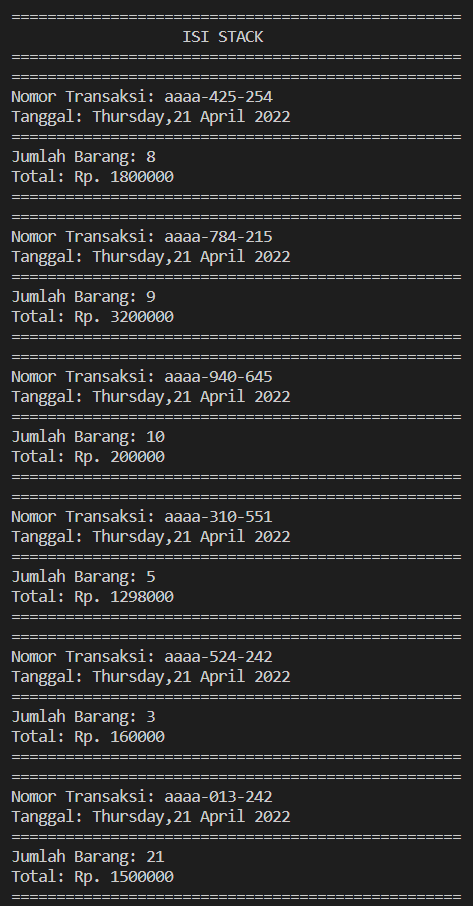 ==================================================
ISI STACK
==================================================
==================================================
Nomor Transaksi: aaaa-425-254
Tanggal: Thursday,21 April 2022
==================================================
Jumlah Barang: 8
Total: Rp. 1800000
==================================================
==================================================
Nomor Transaksi: aaaa-784-215
Tanggal: Thursday,21 April 2022
==================================================
Jumlah Barang: 9
Total: Rp. 3200000
==================================================
==================================================
Nomor Transaksi: aaaa-940-645
Tanggal: Thursday,21 April 2022
==================================================
Jumlah Barang: 10
Total: Rp. 200000
==================================================
==================================================
Nomor Transaksi: aaaa-310-551
Tanggal: Thursday,21 April 2022
==================================================
Jumlah Barang: 5
Total: Rp. 1298000
==================================================
==================================================
Nomor Transaksi: aaaa-524-242
Tanggal: Thursday,21 April 2022
==================================================
Jumlah Barang: 3
Total: Rp. 160000
==================================================
==================================================
Nomor Transaksi: aaaa-013-242
Tanggal: Thursday,21 April 2022
==================================================
Jumlah Barang: 21
Total: Rp. 1500000
==================================================